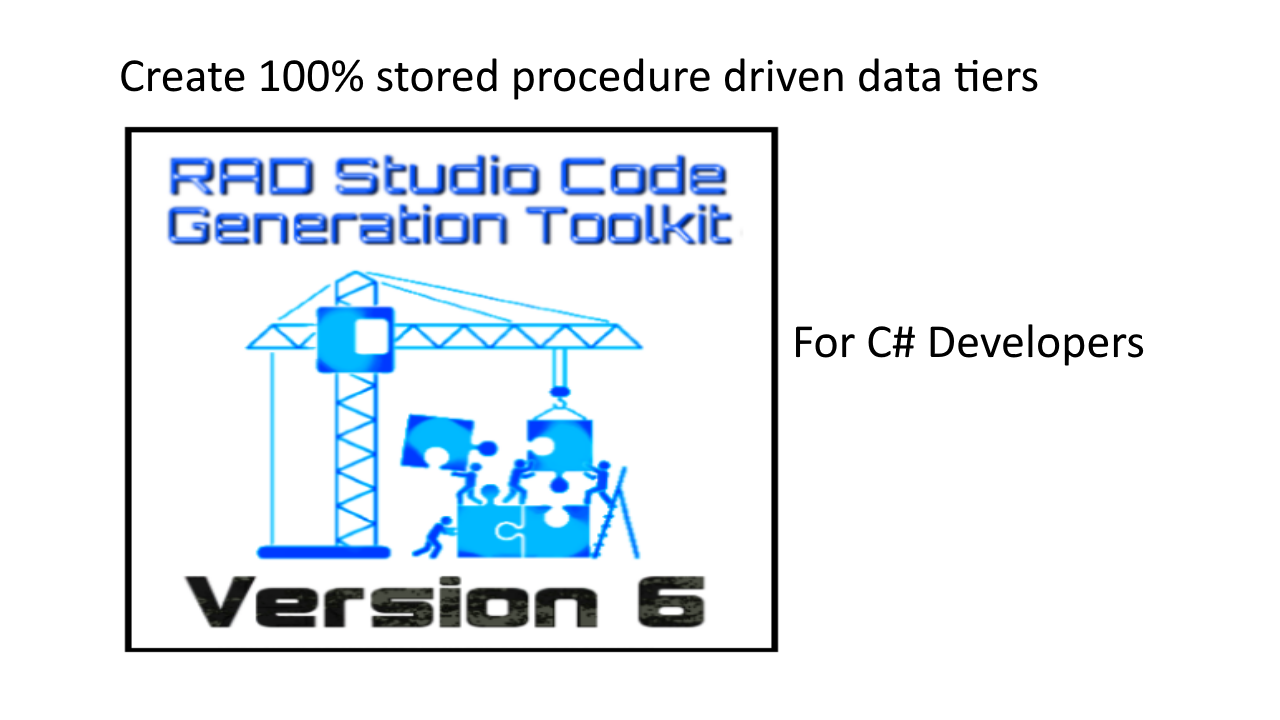 Create 100% stored procedure driven data tiers
RAD Studio Code
Generation Toolkit
For C# Developers
Version 6